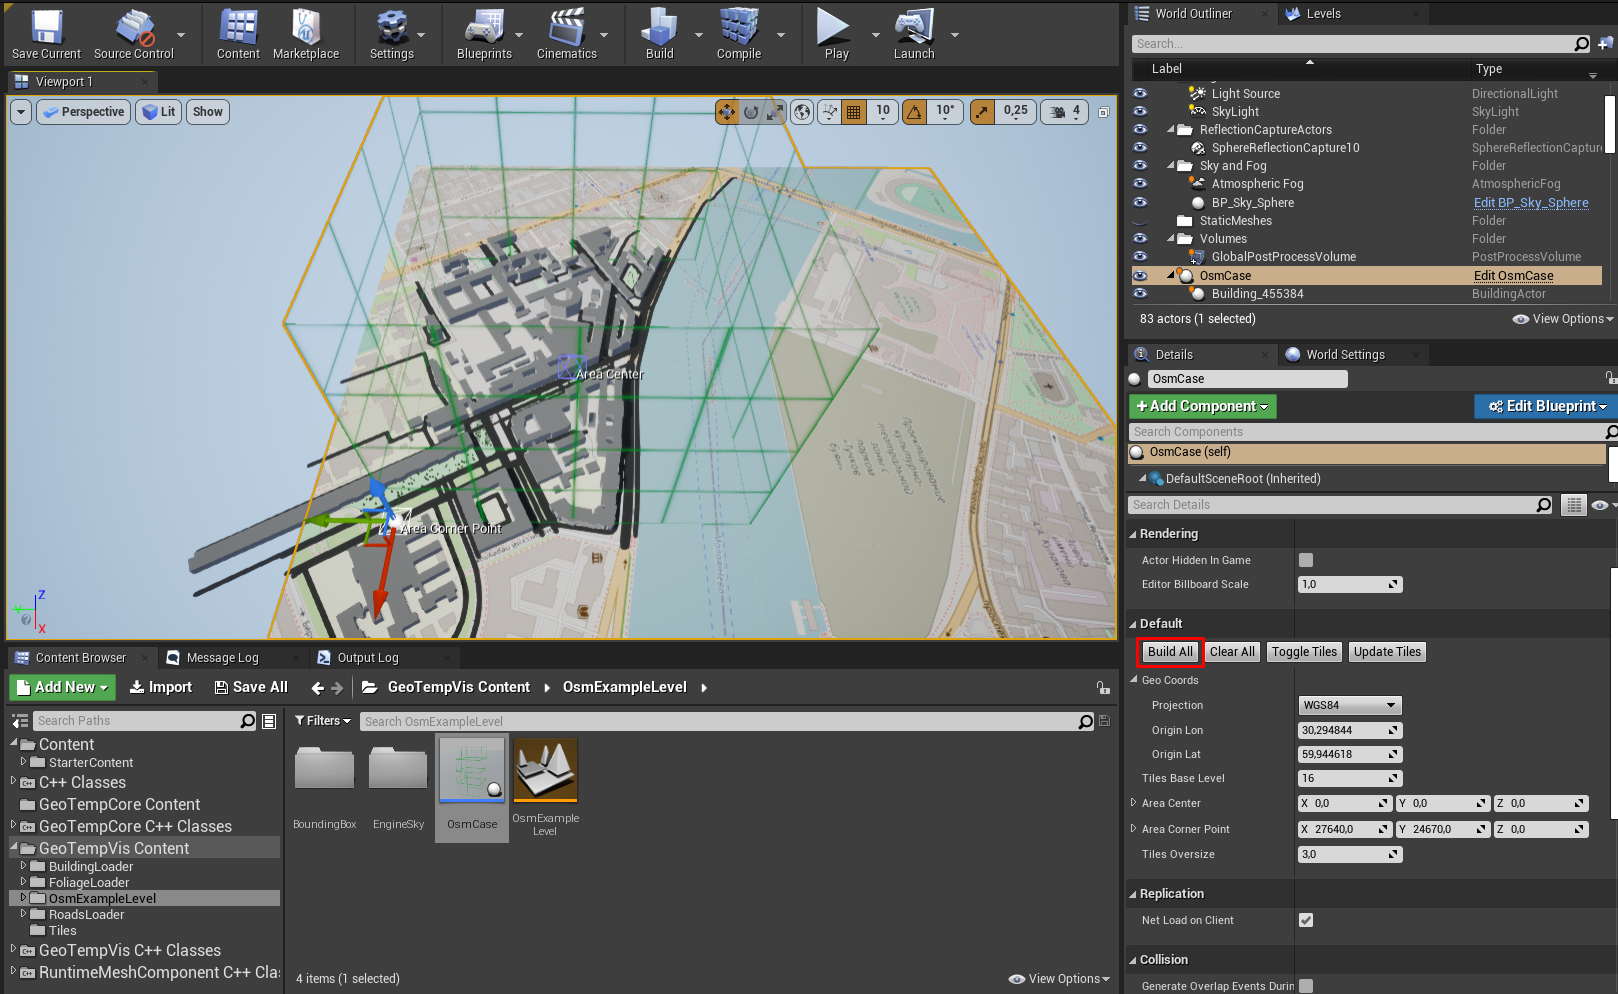 Save Current
Source Control
Content
Marketplace
Settings
Blueprints
Cinematics
Build
Compile
Play
Launch
Viewport 1
Perspective
Lit
Show
10
10°
0,25
4
Area Center
Area Corner Point
Z
Y
X
World Outliner
Levels
Search...
Label
Type
Light Source
DirectionalLight
SkyLight
SkyLight
ReflectionCaptureActors
Folder
SphereReflectionCapture10
SphereReflectionCapture
Sky and Fog
Folder
Atmospheric Fog
AtmosphericFog
BP_Sky_Sphere
Edit BP_Sky_Sphere
StaticMeshes
Folder
Volumes
Folder
GlobalPostProcessVolume
PostProcessVolume
OsmCase
Edit OsmCase
Building_455384
BuildingActor
83 actors (1 selected)
View Options
Details
World Settings
OsmCase
+Add Component
Edit Blueprint
Search Components
OsmCase (self)
DefaultSceneRoot (Inherited)
Search Details
Rendering
Actor Hidden In Game
Editor Billboard Scale
1,0
Default
Build All
Clear All
Toggle Tiles
Update Tiles
Geo Coords
Projection
WGS84
Origin Lon
30,294844
Origin Lat
59,944618
Tiles Base Level
16
Area Center
X 0,0
Y 0,0
Z 0,0
Area Corner Point
X 27640,0
Y 24670,0
Z 0,0
Tiles Oversize
3,0
Replication
Net Load on Client
Collision
Generate Overlap Events Durin
Content Browser
Message Log
Output Log
Add New
Import
Save All
GeoTempVis Content
OsmExampleLevel
Search Paths
Filters
Search OsmExampleLevel
Content
StarterContent
C++ Classes
GeoTempCore Content
GeoTempCore C++ Classes
GeoTempVis Content
BuildingLoader
FoliageLoader
OsmExampleLevel
RoadsLoader
Tiles
GeoTempVis C++ Classes
RuntimeMeshComponent C++ Cla
BoundingBox
EngineSky
OsmCase
OsmExample
Level
4 items (1 selected)
View Options